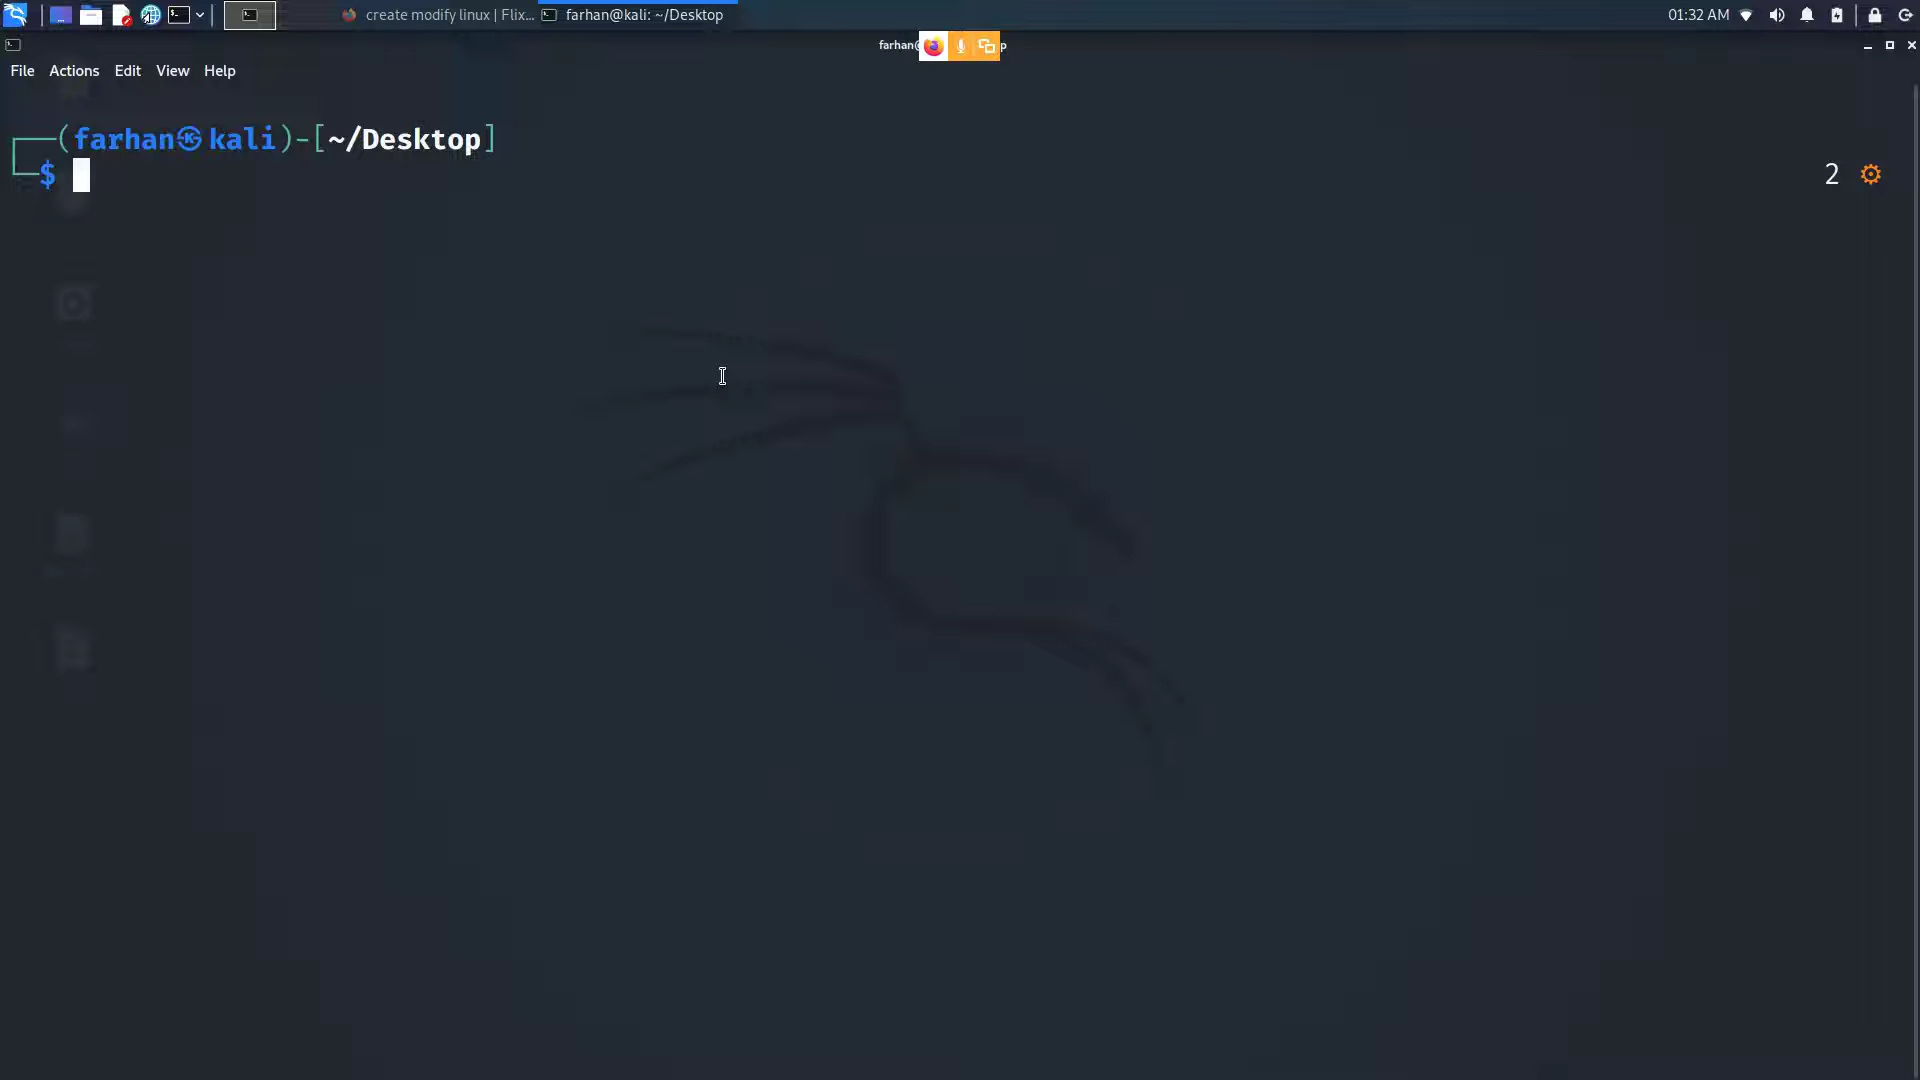 create modify linux | Flix...
farhan@kali: ~/Desktop
01:32 AM
farhan@
p
File Actions Edit View Help
┌──(farhan㉿kali)-[~/Desktop]
└─$
2